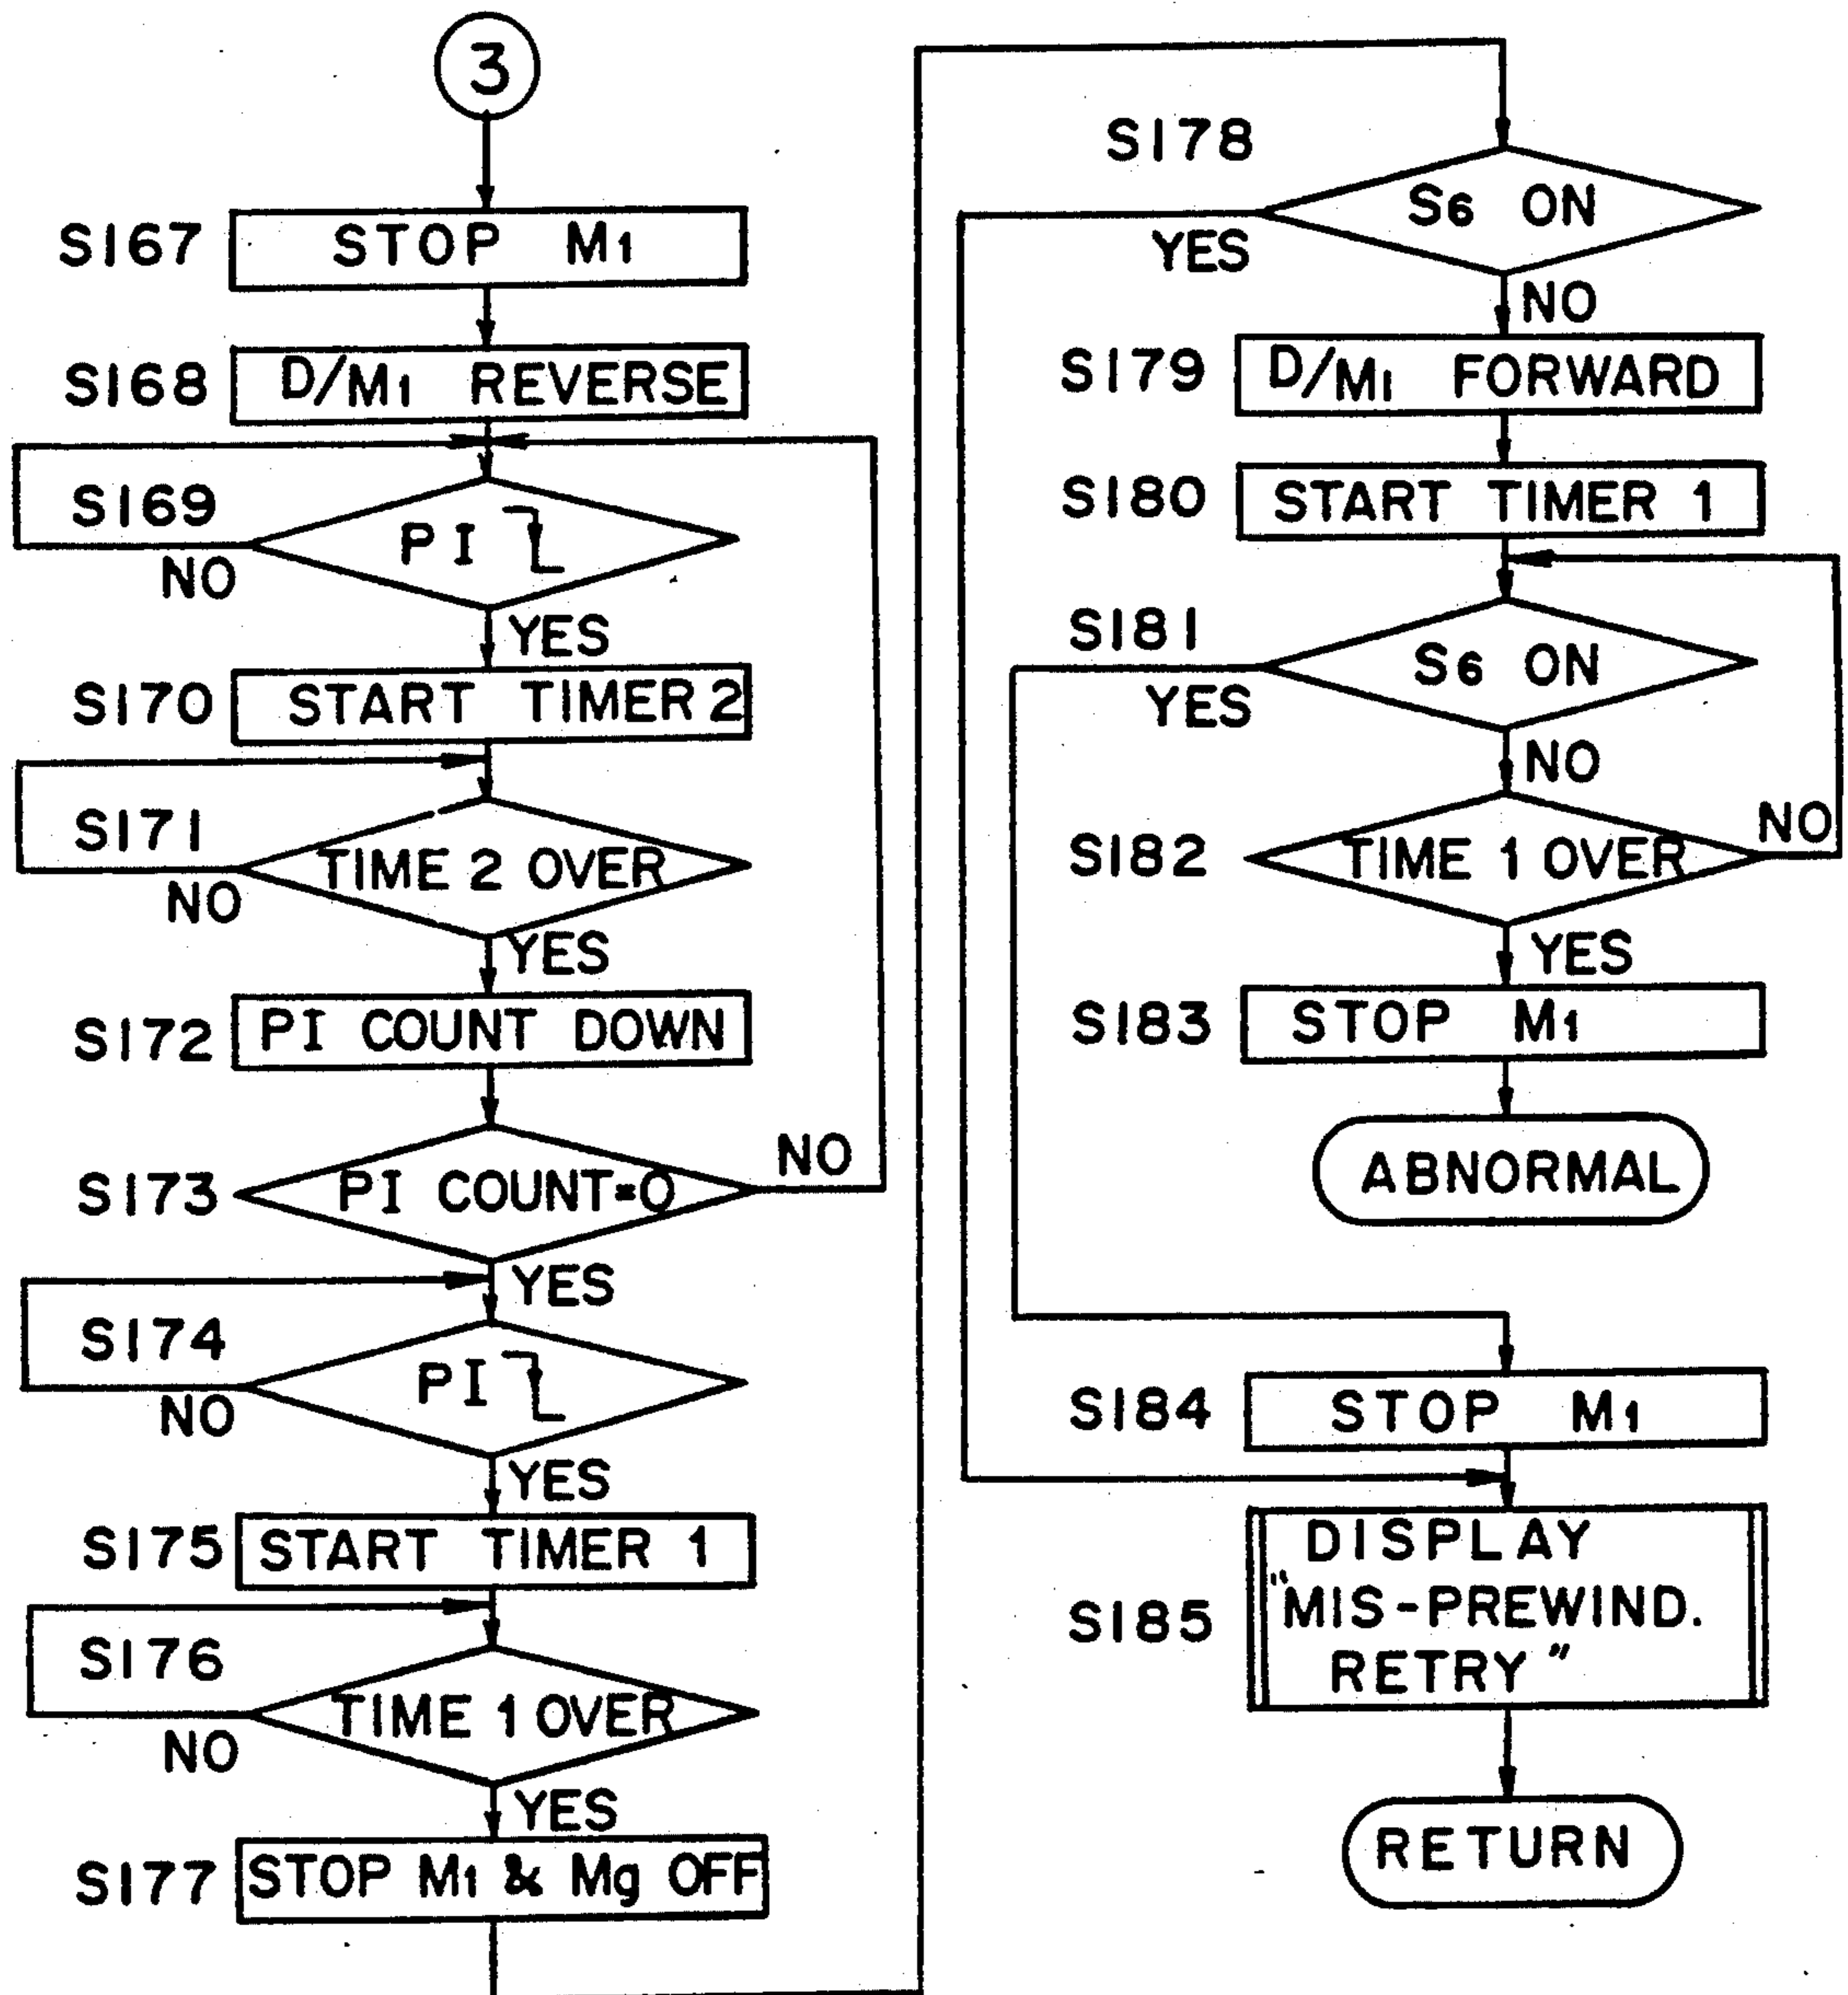 3
S167 STOP M1
S168 D/M1 REVERSE
S169 PI
NO
YES
S170 START TIMER 2
S171 TIME 2 OVER
NO
YES
S172 PI COUNT DOWN
S173 PI COUNT=0 NO
YES
S174 PI
NO
YES
S175 START TIMER 1
S176 TIME 1 OVER
NO
YES
S177 STOP M1 & Mg OFF
S178 S6 ON
YES
NO
S179 D/M1 FORWARD
S180 START TIMER 1
S181 S6 ON
YES
NO
S182 TIME 1 OVER NO
YES
S183 STOP M1
ABNORMAL
S184 STOP M1
S185 DISPLAY
"MIS-PREWIND.
RETRY"
RETURN